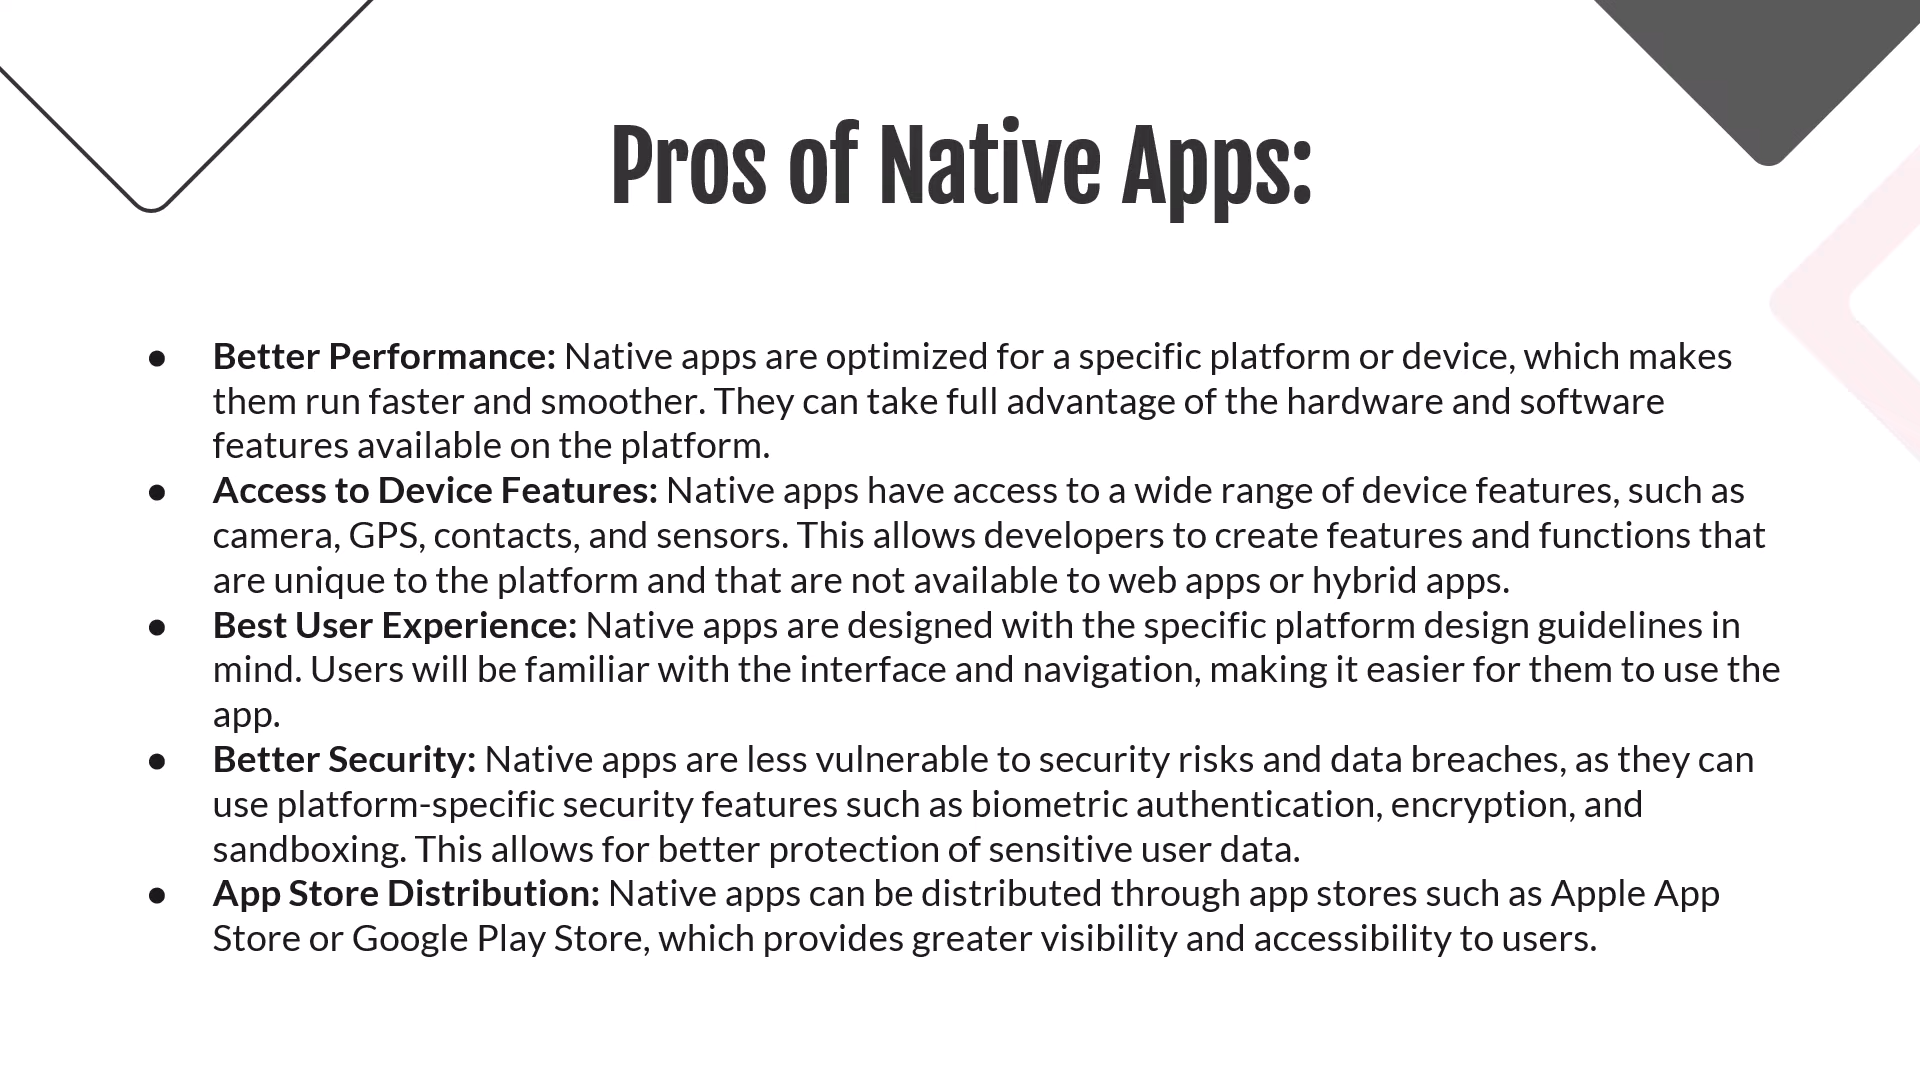 Pros of Native Apps:
● Better Performance: Native apps are optimized for a specific platform or device, which makes
them run faster and smoother. They can take full advantage of the hardware and software
features available on the platform.
● Access to Device Features: Native apps have access to a wide range of device features, such as
camera, GPS, contacts, and sensors. This allows developers to create features and functions that
are unique to the platform and that are not available to web apps or hybrid apps.
● Best User Experience: Native apps are designed with the specific platform design guidelines in
mind. Users will be familiar with the interface and navigation, making it easier for them to use the
app.
● Better Security: Native apps are less vulnerable to security risks and data breaches, as they can
use platform-specific security features such as biometric authentication, encryption, and
sandboxing. This allows for better protection of sensitive user data.
● App Store Distribution: Native apps can be distributed through app stores such as Apple App
Store or Google Play Store, which provides greater visibility and accessibility to users.